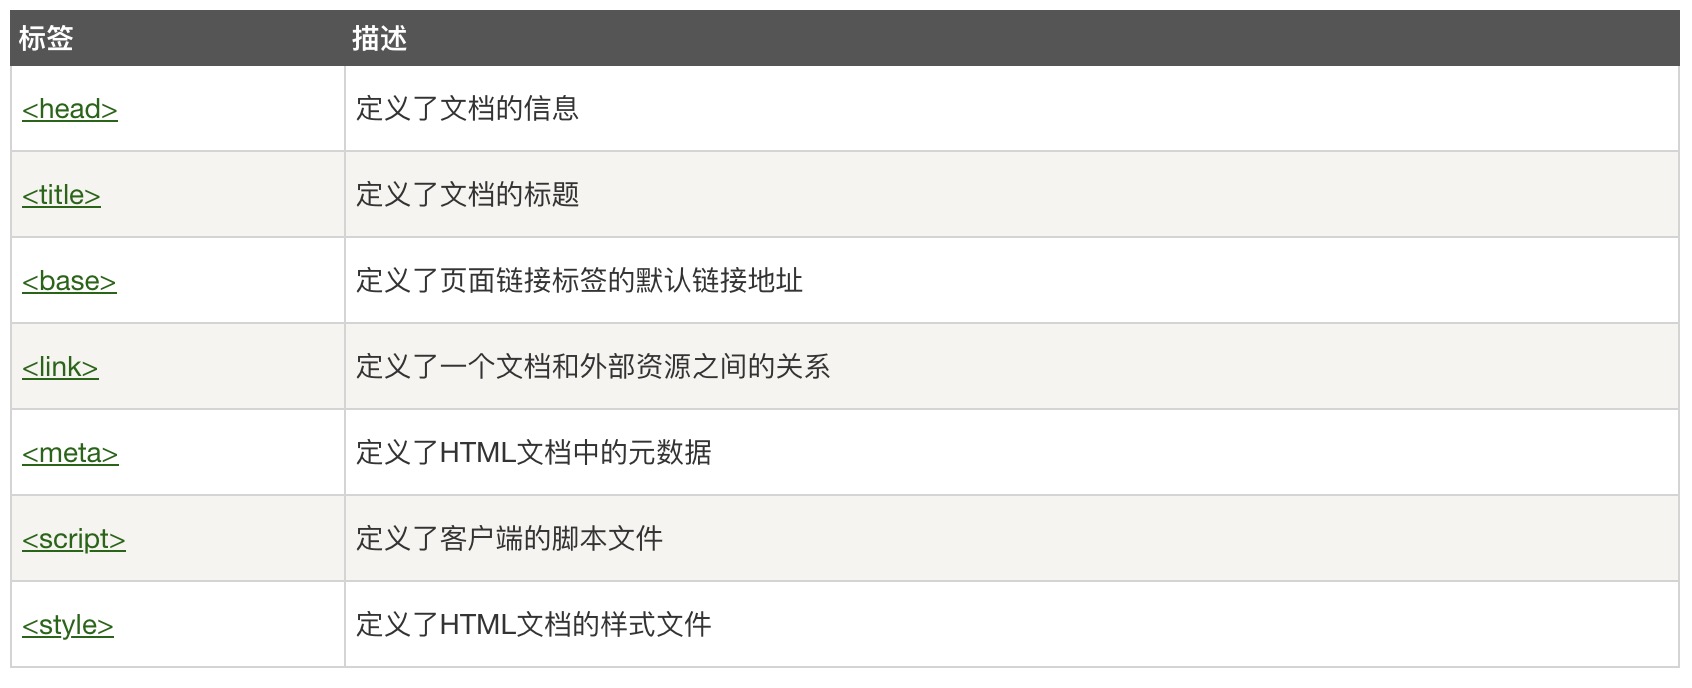 标签 描述
<head> 定义了文档的信息
<title> 定义了文档的标题
<base> 定义了页面链接标签的默认链接地址
<link> 定义了一个文档和外部资源之间的关系
<meta> 定义了HTML文档中的元数据
<script> 定义了客户端的脚本文件
<style> 定义了HTML文档的样式文件